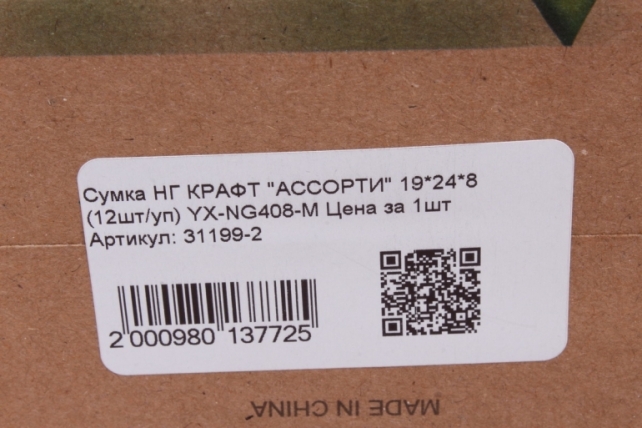 Сумка НГ КРАФТ "АССОРТИ" 19*24*8
(12шт/уп) YX-NG408-M Цена за 1шт
Артикул: 31199-2
2 000980 137725
MADE IN CHINA